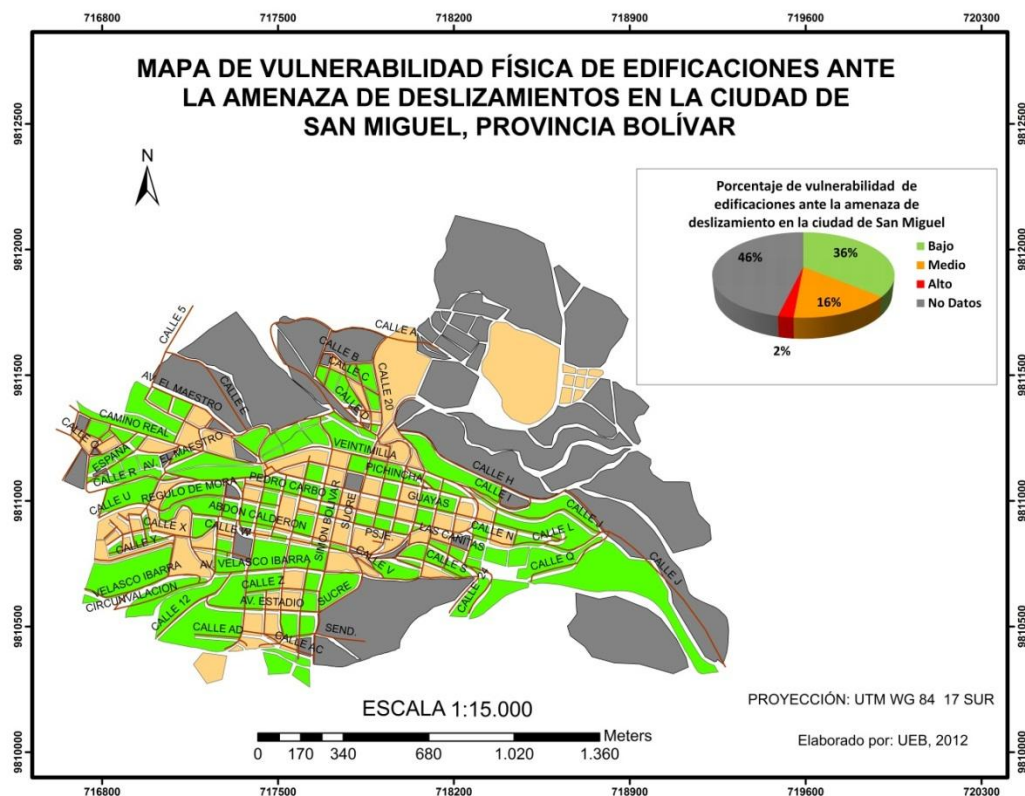 716800 717500 718200 718900 719600 720300
MAPA DE VULNERABILIDAD FÍSICA DE EDIFICACIONES ANTE
LA AMENAZA DE DESLIZAMIENTOS EN LA CIUDAD DE
SAN MIGUEL, PROVINCIA BOLÍVAR
9812500
9812500
N
Porcentaje de vulnerabilidad de
edificaciones ante la amenaza de
deslizamiento en la ciudad de San Miguel
46%
36%
16%
2%
Bajo
Medio
Alto
No Datos
9812000
9812000
CALLE 5
CALLE A
CALLE B
CALLE C
CALLE D
CALLE 20
9811500
9811500
AV. EL MAESTRO
CALLE E
CAMINO REAL
ESPAÑA
AV. EL MAESTRO
VEINTIMILLA
CALLE R
PICHINCHA
CALLE H
CALLE I
PEDRO CARBO
REGULO DE MORA
CALLE U
GUAYAS
9811000
9811000
ABDON CALDERON
SIMON BOLIVAR
SUCRE
CALLE X
CALLE W
PSJE.
LAS CAÑITAS
CALLE N
CALLE L
CALLE J
CALLE Y
AV. VELASCO IBARRA
CALLE V
CALLE S
CALLE Q
CALLE J
VELASCO IBARRA
CIRCUNVALACION
CALLE Z
SUCRE
CALLE 24
CALLE 12
AV. ESTADIO
9810500
9810500
CALLE AD
CALLE AC
SEND.
ESCALA 1:15.000
PROYECCIÓN: UTM WG 84 17 SUR
Meters
0 170 340 680 1.020 1.360
Elaborado por: UEB, 2012
9810000
9810000
716800 717500 718200 718900 719600 720300